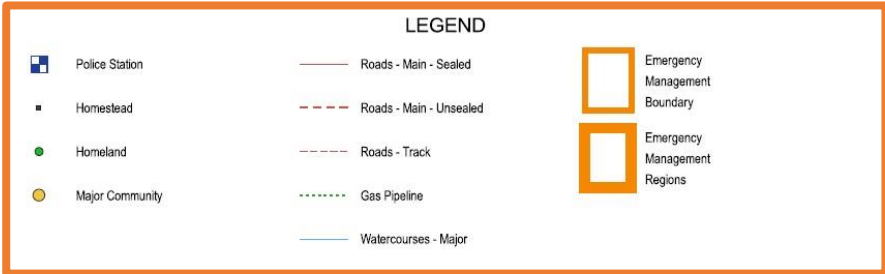 LEGEND
Police Station
Homestead
Homeland
Major Community
Roads - Main - Sealed
Roads - Main - Unsealed
Roads - Track
Gas Pipeline
Watercourses - Major
Emergency
Management
Boundary
Emergency
Management
Regions